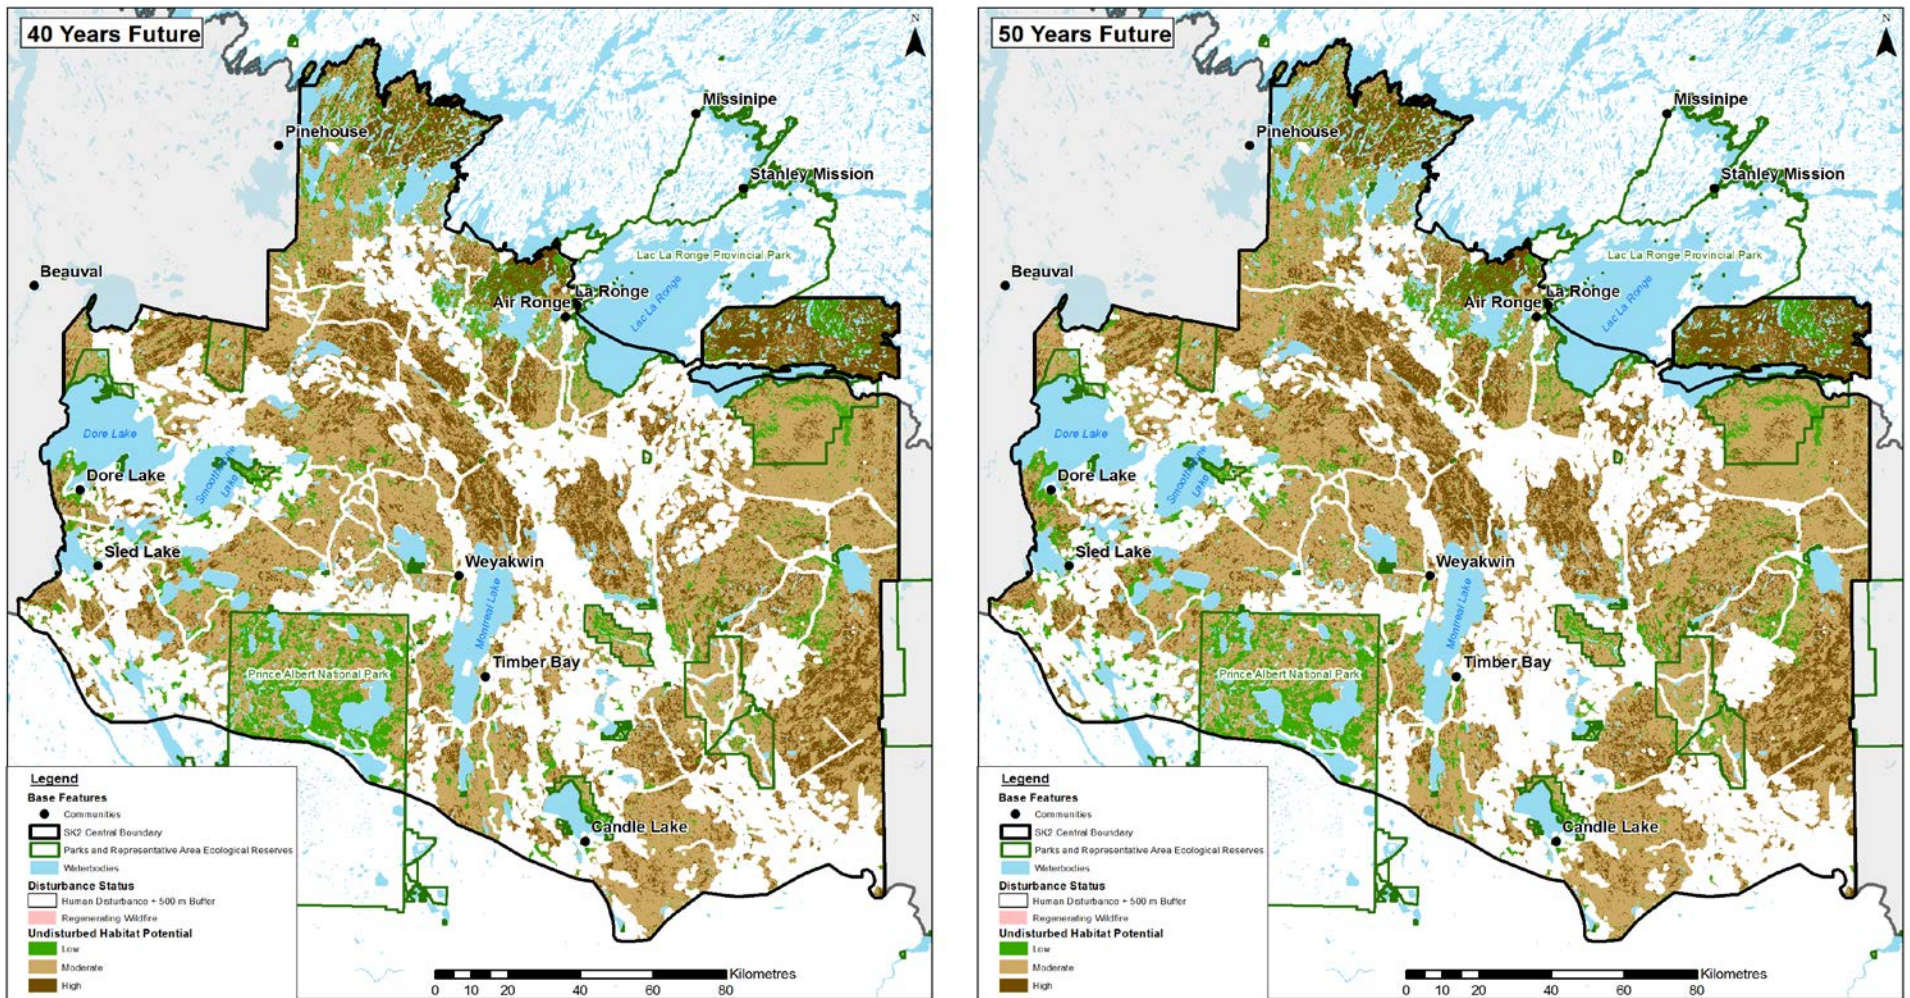 40 Years Future
N
Missinipe
Pinehouse
Stanley Mission
Lac La Ronge Provincial Park
Beauval
La Ronge
Air Ronge
Lac La Ronge
Dore Lake
Smoothstone Lake
Dore Lake
Sled Lake
Weyakwin
Montreal Lake
Timber Bay
Prince Albert National Park
Candle Lake
Legend
Base Features
Communities
SK2 Central Boundary
Parks and Representative Area Ecological Reserves
Waterbodies
Disturbance Status
Human Disturbance + 500 m Buffer
Regenerating Wildfire
Undisturbed Habitat Potential
Low
Moderate
High
Kilometres
0 10 20 40 60 80
50 Years Future
N
Missinipe
Pinehouse
Stanley Mission
Lac La Ronge Provincial Park
Beauval
La Ronge
Air Ronge
Lac La Ronge
Dore Lake
Smoothstone Lake
Dore Lake
Sled Lake
Weyakwin
Montreal Lake
Timber Bay
Prince Albert National Park
Candle Lake
Legend
Base Features
Communities
SK2 Central Boundary
Parks and Representative Area Ecological Reserves
Waterbodies
Disturbance Status
Human Disturbance + 500 m Buffer
Regenerating Wildfire
Undisturbed Habitat Potential
Low
Moderate
High
Kilometres
0 10 20 40 60 80